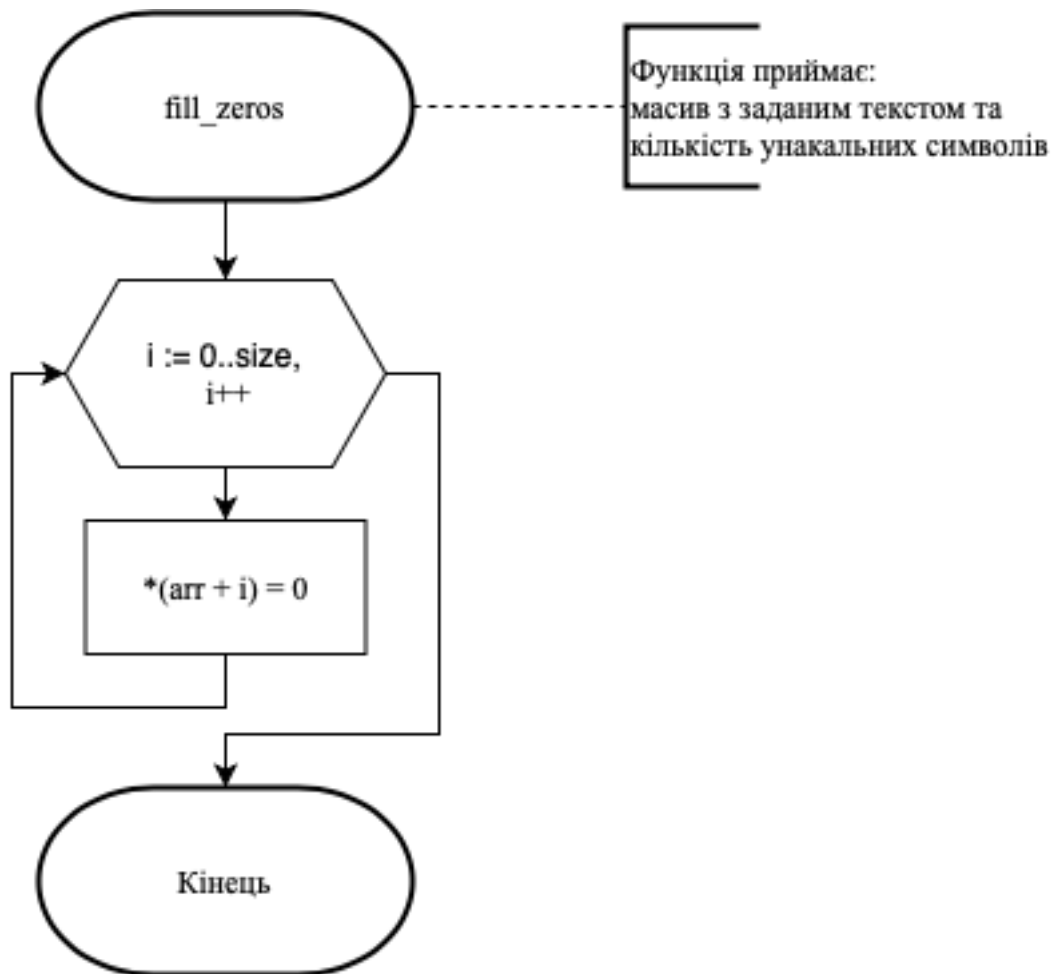 fill_zeros
Функція приймає:
масив з заданим текстом та
кількість унакальних символів
i := 0..size,
i++
*(arr + i) = 0
Кінець